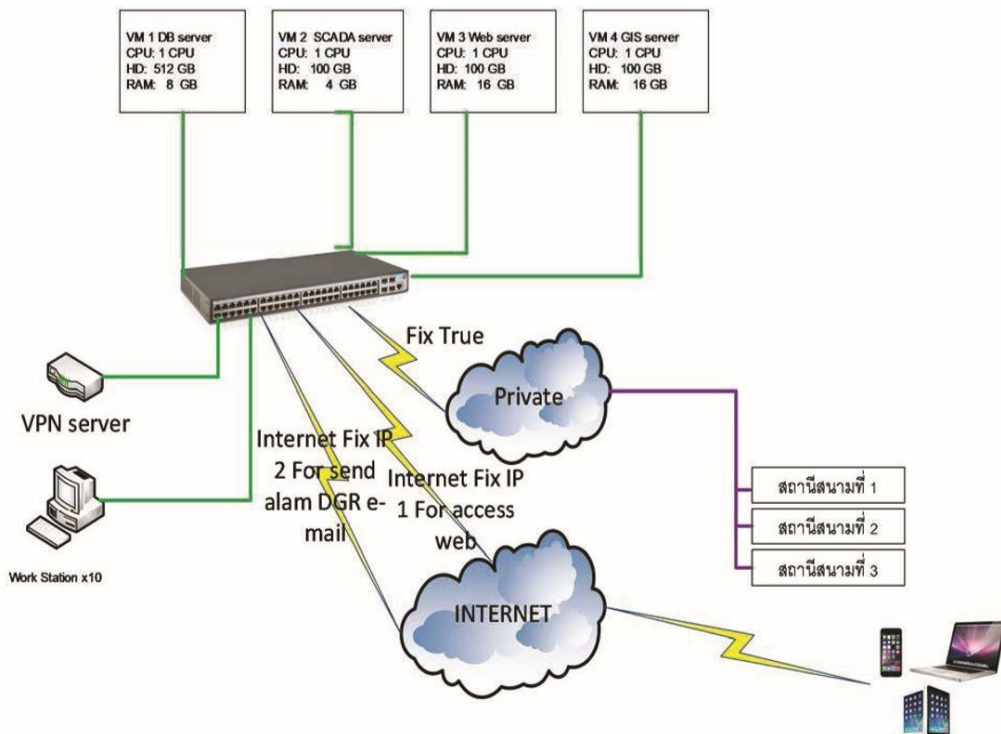 VM 1 DB server
CPU: 1 CPU
HD: 512 GB
RAM: 8 GB
VM 2 SCADA server
CPU: 1 CPU
HD: 100 GB
RAM: 4 GB
VM 3 Web server
CPU: 1 CPU
HD: 100 GB
RAM: 16 GB
VM 4 GIS server
CPU: 1 CPU
HD: 100 GB
RAM: 16 GB
Fix True
Private
VPN server
Internet Fix IP
2 For send
alam DGR e-
mail
Internet Fix IP
1 For access
web
สถานีสนามที่ 1
สถานีสนามที่ 2
สถานีสนามที่ 3
Work Station x10
INTERNET